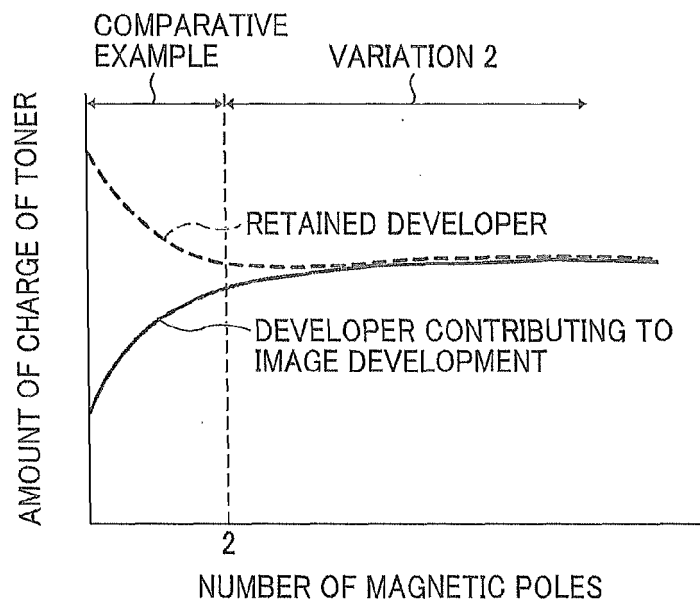 COMPARATIVE
EXAMPLE
VARIATION 2
AMOUNT OF CHARGE OF TONER
RETAINED DEVELOPER
DEVELOPER CONTRIBUTING TO
IMAGE DEVELOPMENT
2
NUMBER OF MAGNETIC POLES